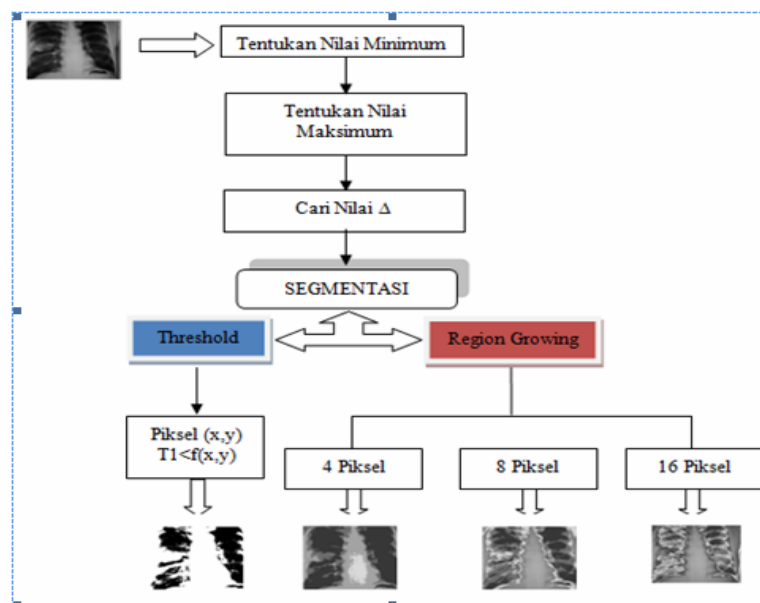 Tentukan Nilai Minimum
Tentukan Nilai
Maksimum
Cari Nilai Δ
SEGMENTASI
Threshold
Region Growing
Piksel (x,y)
T1<f(x,y)
4 Piksel
8 Piksel
16 Piksel